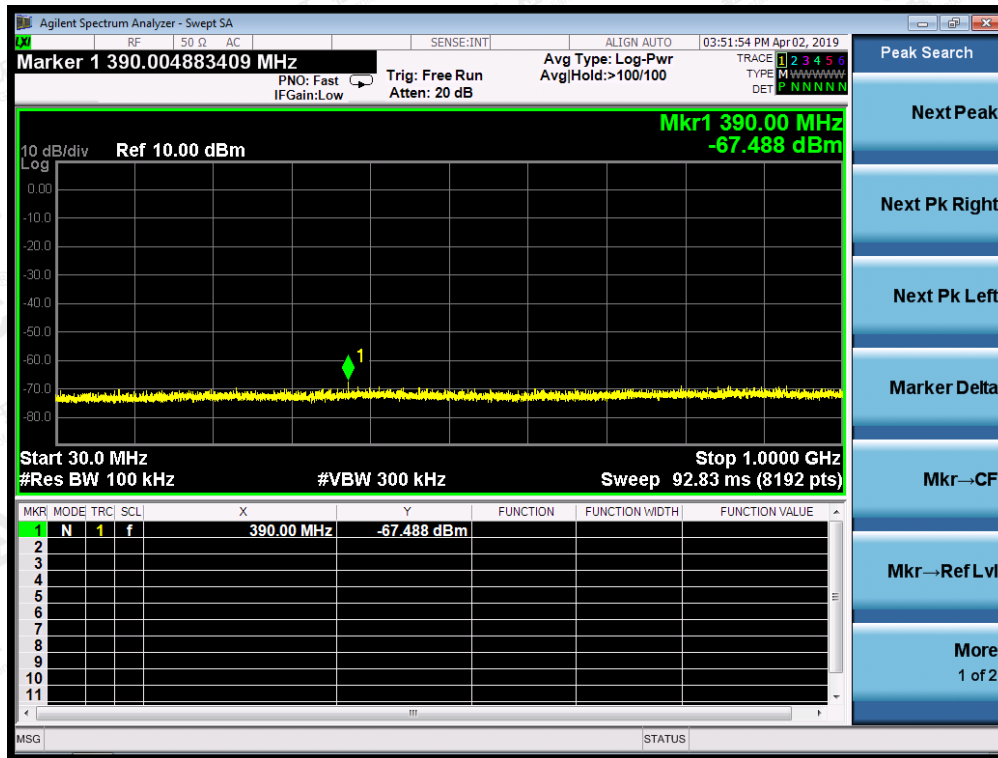 Agilent Spectrum Analyzer - Swept SA
LXI RF 50 Ω AC SENSE:INT ALIGN AUTO 03:51:54 PM Apr 02, 2019
Marker 1 390.004883409 MHz
PNO: Fast
IFGain:Low
Trig: Free Run
Atten: 20 dB
Avg Type: Log-Pwr
Avg|Hold:>100/100
TRACE 1 2 3 4 5 6
TYPE M WWWWW
DET P N N N N N
Mkr1 390.00 MHz
-67.488 dBm
10 dB/div Ref 10.00 dBm
Log
0.00
-10.0
-20.0
-30.0
-40.0
-50.0
-60.0
-70.0
-80.0
1
Start 30.0 MHz Stop 1.0000 GHz
#Res BW 100 kHz #VBW 300 kHz Sweep 92.83 ms (8192 pts)
MKR MODE TRC SCL X Y FUNCTION FUNCTION WIDTH FUNCTION VALUE
1 N 1 f 390.00 MHz -67.488 dBm
2
3
4
5
6
7
8
9
10
11
MSG STATUS
Peak Search
Next Peak
Next Pk Right
Next Pk Left
Marker Delta
Mkr→CF
Mkr→Ref Lvl
More
1 of 2